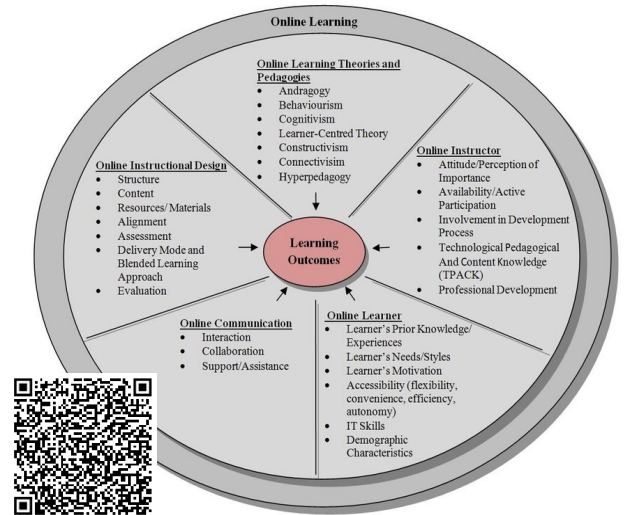 Online Learning
Online Learning Theories and
Pedagogies
• Andragogy
• Behaviourism
• Cognitivism
• Learner-Centred Theory
• Constructivism
• Connectivism
• Hyperpedagogy
Online Instructional Design
• Structure
• Content
• Resources/ Materials
• Alignment
• Assessment
• Delivery Mode and
Blended Learning
Approach
• Evaluation
Online Instructor
• Attitude/Perception of
Importance
• Availability/Active
Participation
• Involvement in Development
Process
• Technological Pedagogical
And Content Knowledge
(TPACK)
• Professional Development
Learning
Outcomes
Online Communication
• Interaction
• Collaboration
• Support/Assistance
Online Learner
• Learner's Prior Knowledge/
Experiences
• Learner's Needs/Styles
• Learner's Motivation
• Accessibility (flexibility,
convenience, efficiency,
autonomy)
• IT Skills
• Demographic
Characteristics